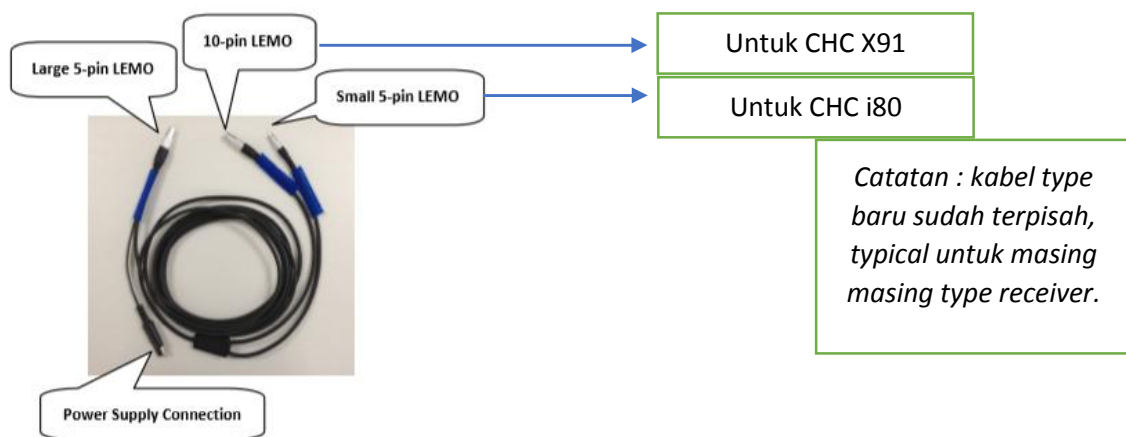 10-pin LEMO
Untuk CHC X91
Large 5-pin LEMO
Small 5-pin LEMO
Untuk CHC i80
Catatan : kabel type
baru sudah terpisah,
typical untuk masing
masing type receiver.
Power Supply Connection